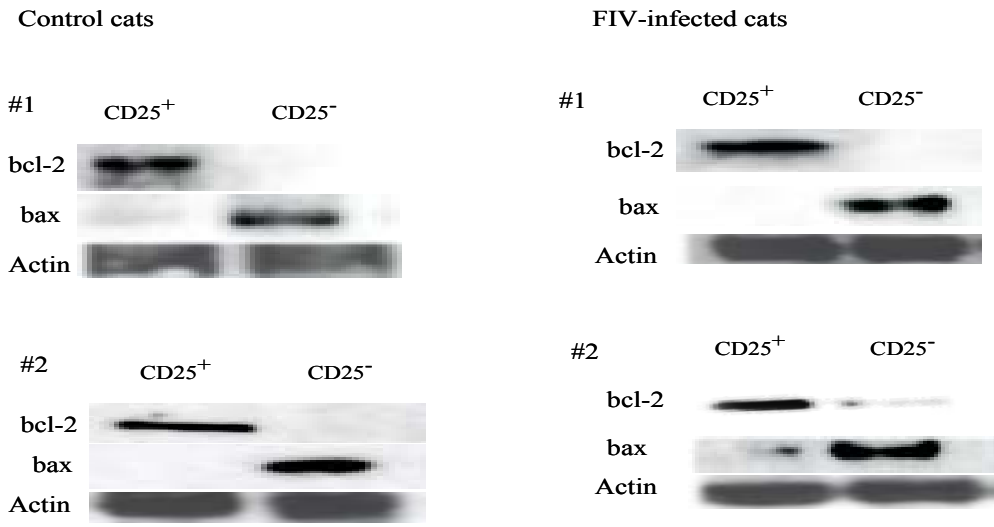 Control cats
#1 CD25+ CD25-
bcl-2
bax
Actin
#2 CD25+ CD25-
bcl-2
bax
Actin
FIV-infected cats
#1 CD25+ CD25-
bcl-2
bax
Actin
#2 CD25+ CD25-
bcl-2
bax
Actin